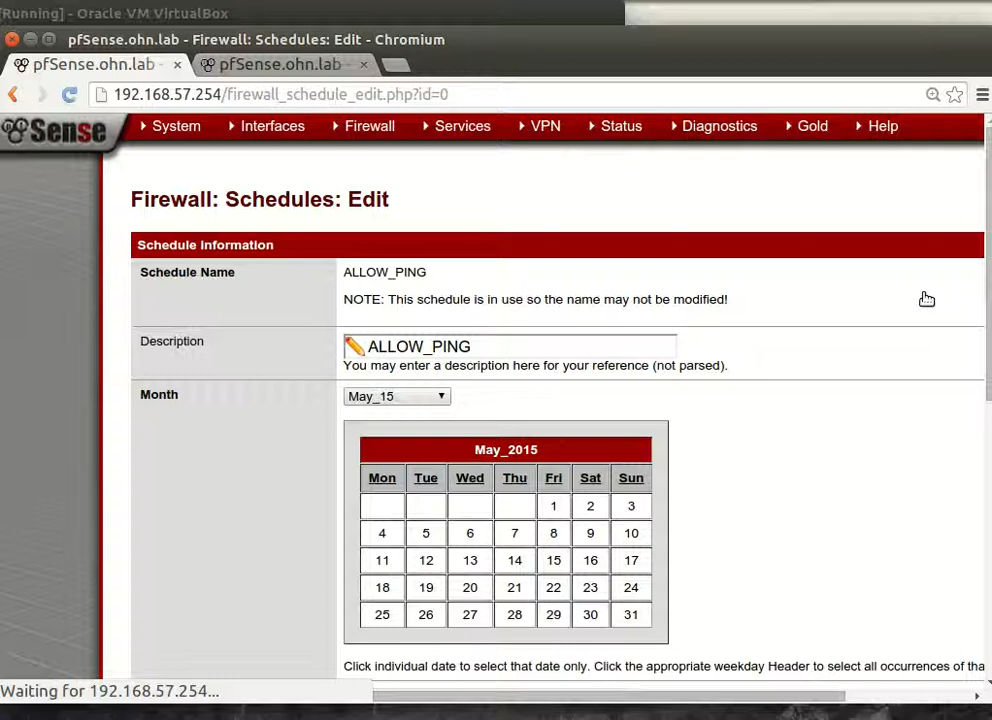 [Running] - Oracle VM VirtualBox
pfSense.ohn.lab - Firewall: Schedules: Edit - Chromium
pfSense.ohn.lab - × pfSense.ohn.lab - ×
192.168.57.254/firewall_schedule_edit.php?id=0
Sense System Interfaces Firewall Services VPN Status Diagnostics Gold Help
Firewall: Schedules: Edit
Schedule Information
Schedule Name ALLOW_PING
NOTE: This schedule is in use so the name may not be modified!
Description ALLOW_PING
You may enter a description here for your reference (not parsed).
Month May_15
May_2015
Mon Tue Wed Thu Fri Sat Sun
1 2 3
4 5 6 7 8 9 10
11 12 13 14 15 16 17
18 19 20 21 22 23 24
25 26 27 28 29 30 31
Click individual date to select that date only. Click the appropriate weekday Header to select all occurrences of tha
Waiting for 192.168.57.254...